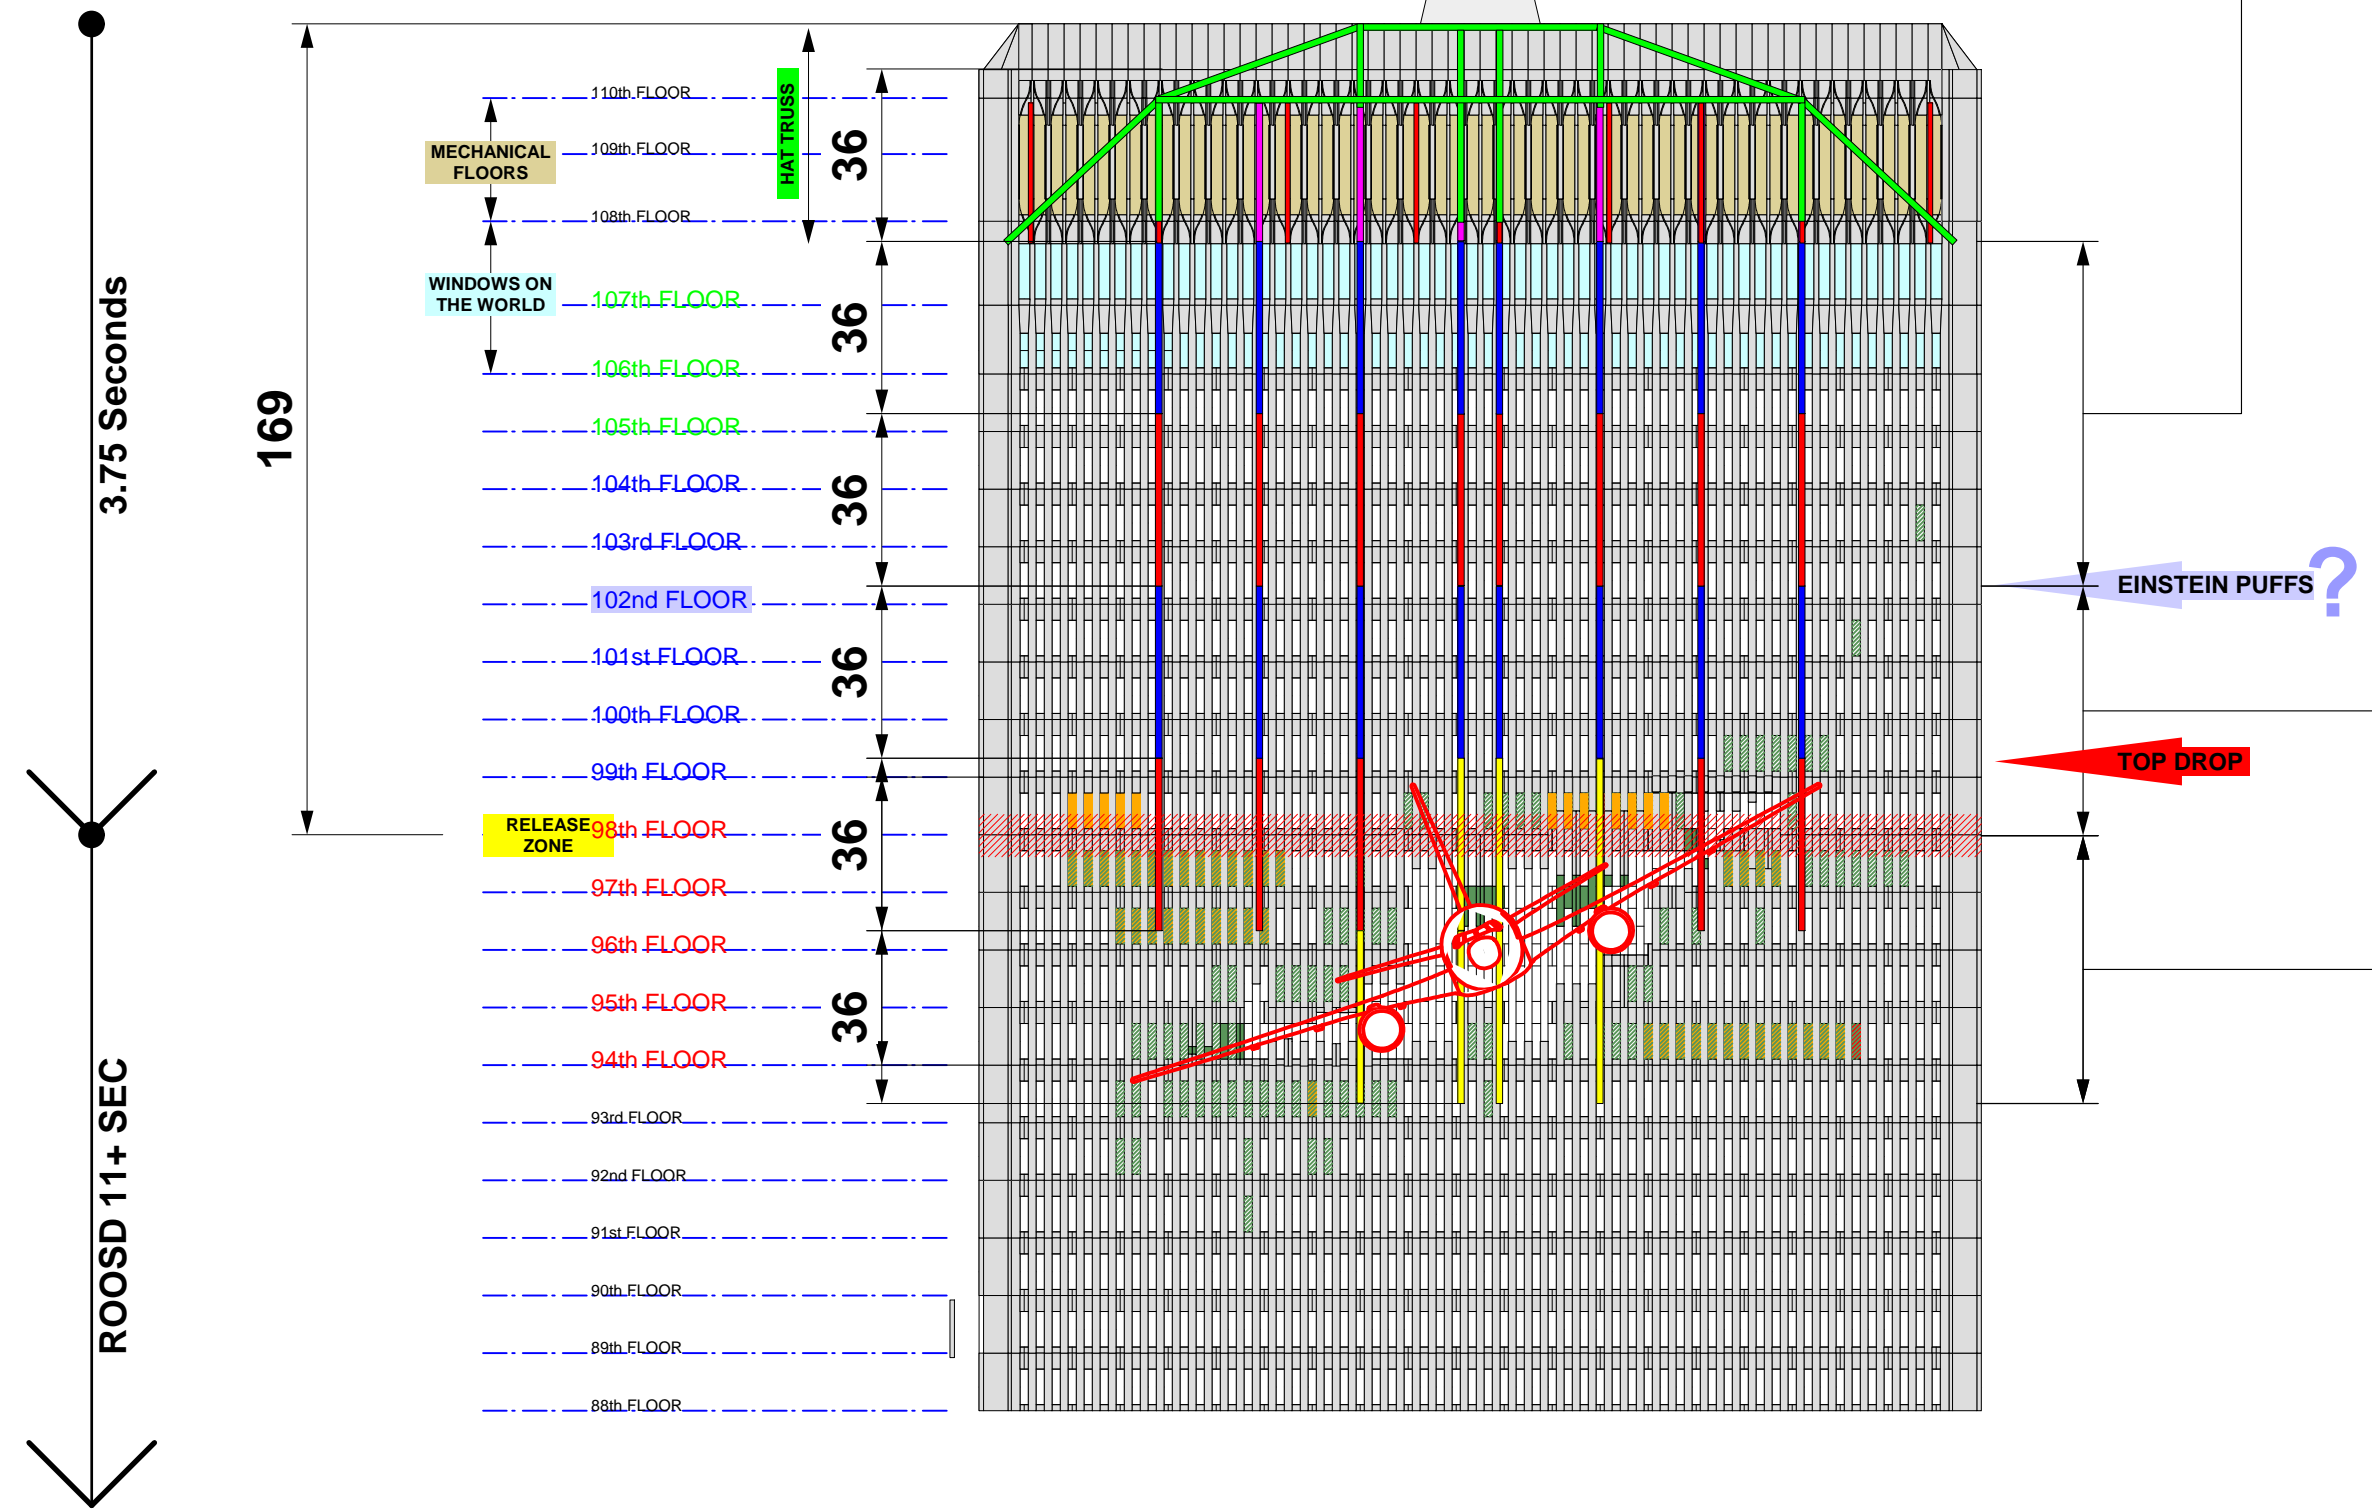 110th FLOOR
109th FLOOR
MECHANICAL
FLOORS
108th FLOOR
HAT TRUSS
36
WINDOWS ON
THE WORLD
107th FLOOR
36
106th FLOOR
3.75 Seconds
169
105th FLOOR
104th FLOOR
36
103rd FLOOR
EINSTEIN PUFFS
?
102nd FLOOR
101st FLOOR
36
100th FLOOR
99th FLOOR
TOP DROP
RELEASE
ZONE
98th FLOOR
36
97th FLOOR
96th FLOOR
95th FLOOR
36
94th FLOOR
93rd FLOOR
92nd FLOOR
ROOSD 11+ SEC
91st FLOOR
90th FLOOR
89th FLOOR
88th FLOOR